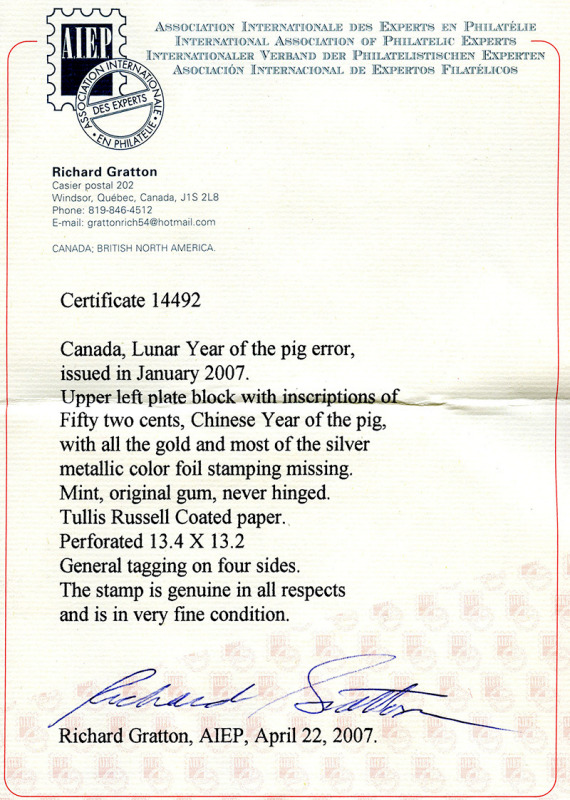 AIEP
ASSOCIATION INTERNATIONALE
DES EXPERTS
• EN PHILATÉLIE •
ASSOCIATION INTERNATIONALE DES EXPERTS EN PHILATÉLIE
INTERNATIONAL ASSOCIATION OF PHILATELIC EXPERTS
INTERNATIONALER VERBAND DER PHILATELISTISCHEN EXPERTEN
ASOCIACIÓN INTERNACIONAL DE EXPERTOS FILATÉLICOS
Richard Gratton
Casier postal 202
Windsor, Québec, Canada, J1S 2L8
Phone: 819-846-4512
E-mail: grattonrich54@hotmail.com
CANADA; BRITISH NORTH AMERICA.
Certificate 14492
Canada, Lunar Year of the pig error,
issued in January 2007.
Upper left plate block with inscriptions of
Fifty two cents, Chinese Year of the pig,
with all the gold and most of the silver
metallic color foil stamping missing.
Mint, original gum, never hinged.
Tullis Russell Coated paper.
Perforated 13.4 X 13.2
General tagging on four sides.
The stamp is genuine in all respects
and is in very fine condition.
Richard Gratton
Richard Gratton, AIEP, April 22, 2007.